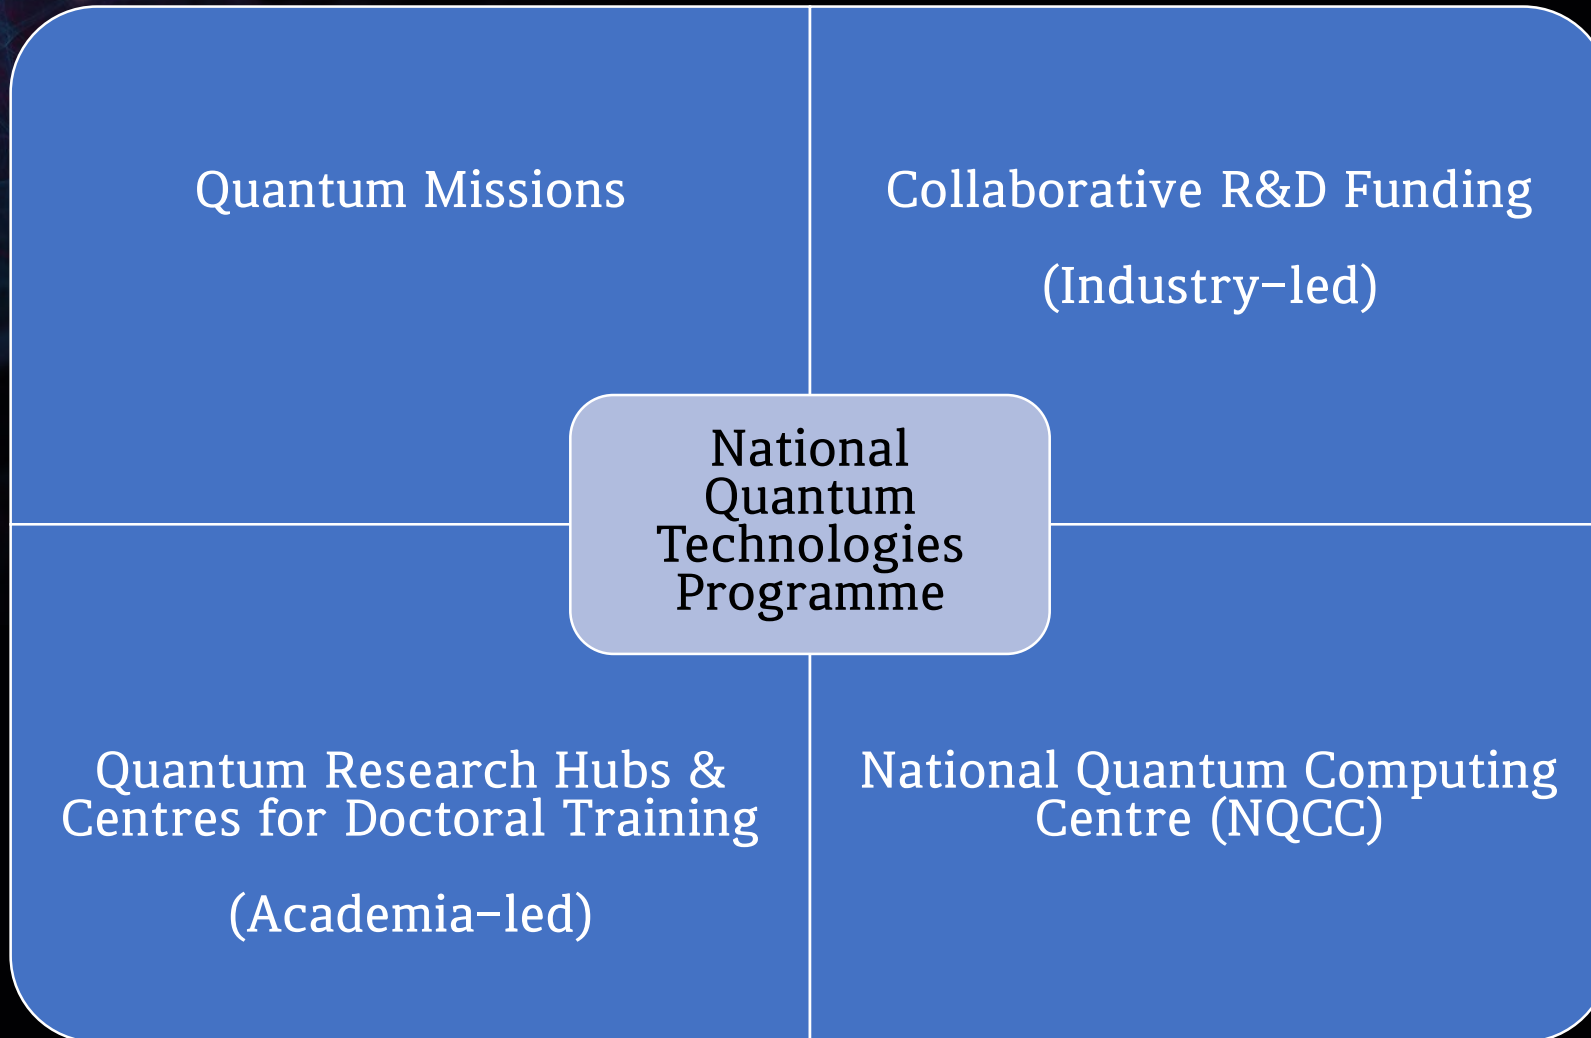 Quantum Missions
Collaborative R&D Funding
(Industry-led)
National
Quantum
Technologies
Programme
Quantum Research Hubs &
Centres for Doctoral Training
(Academia-led)
National Quantum Computing
Centre (NQCC)